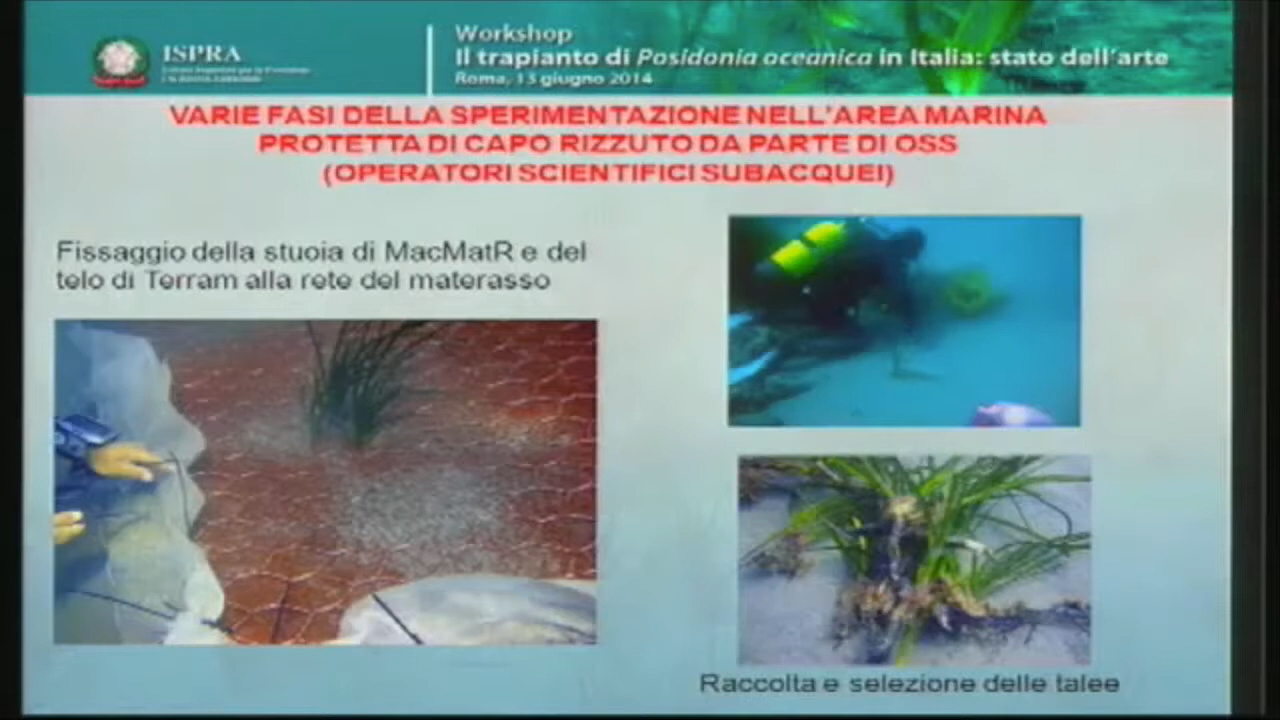 ISPRA
Workshop
Il trapianto di Posidonia oceanica in Italia: stato dell'arte
Roma, 13 giugno 2014
VARIE FASI DELLA SPERIMENTAZIONE NELL'AREA MARINA
PROTETTA DI CAPO RIZZUTO DA PARTE DI OSS
(OPERATORI SCIENTIFICI SUBACQUEI)
Fissaggio della stuoia di MacMatR e del
telo di Terram alla rete del materasso
Raccolta e selezione delle talee